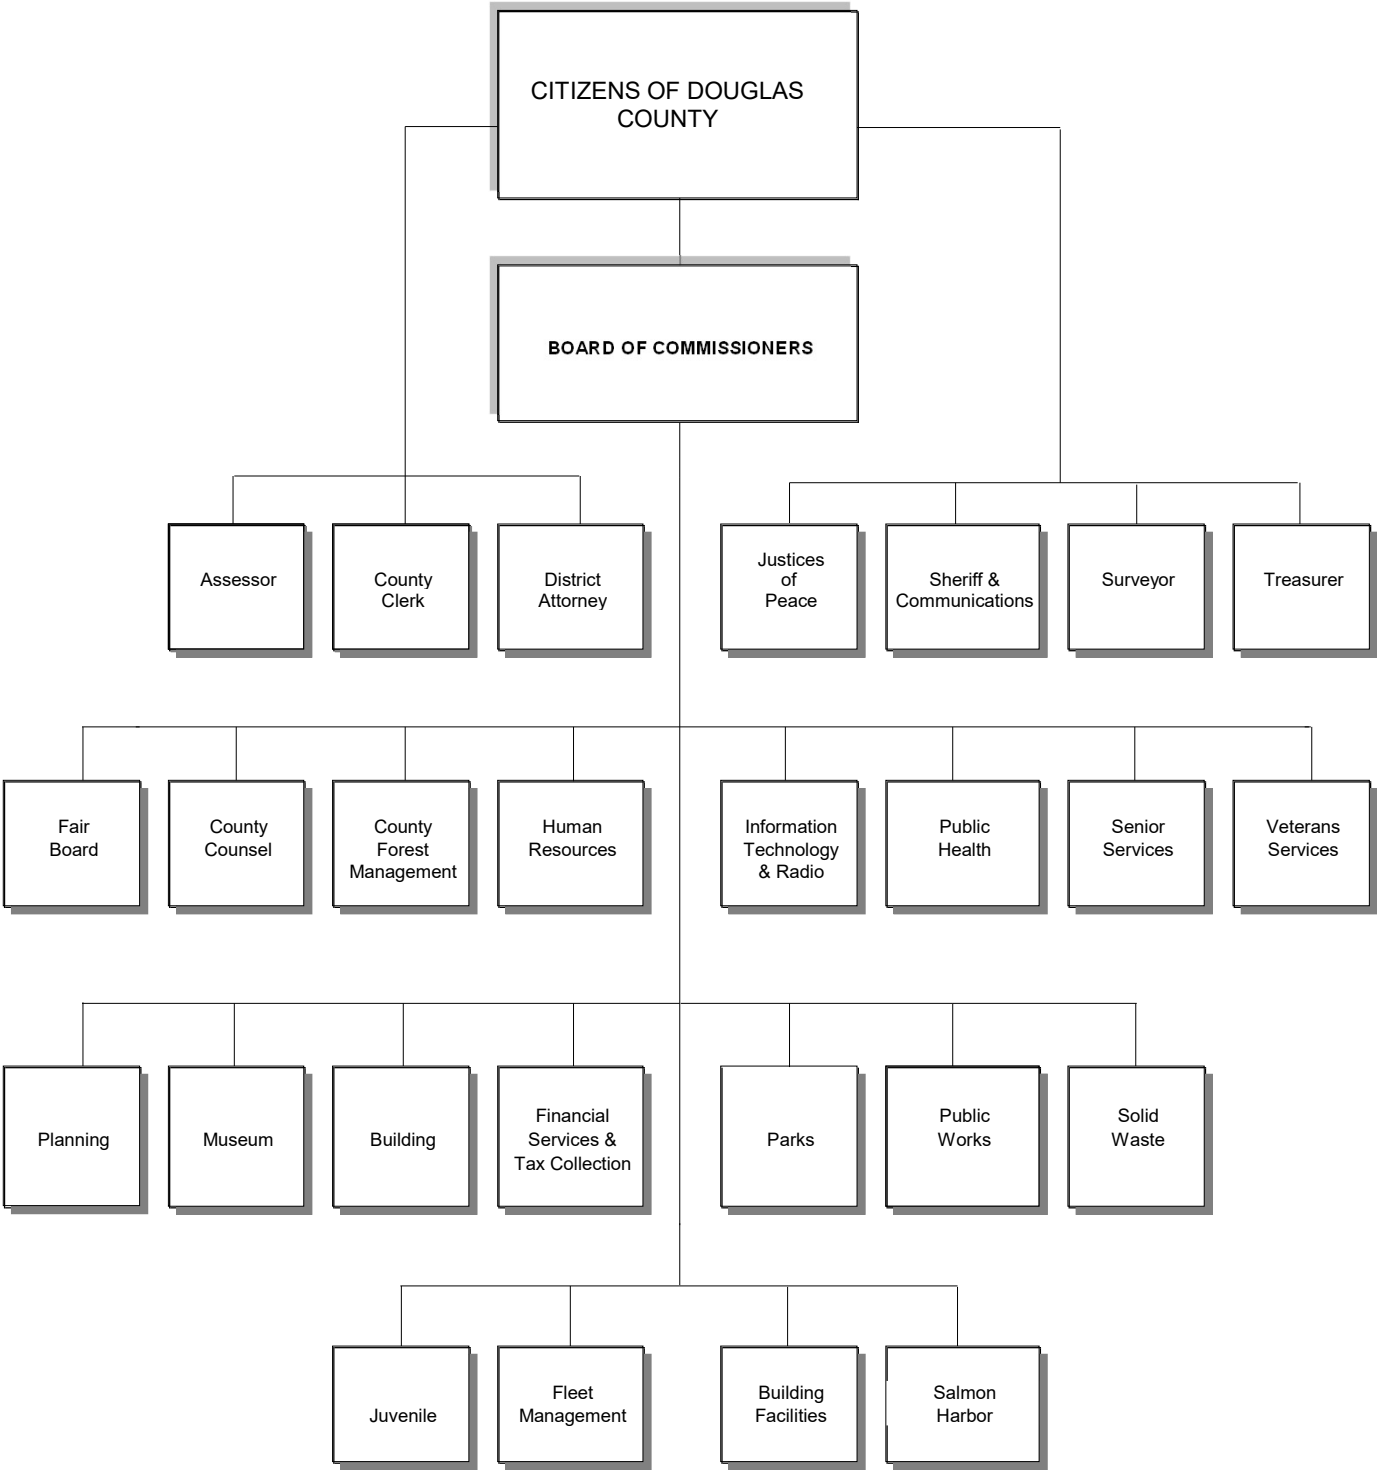 CITIZENS OF DOUGLAS
COUNTY
BOARD OF COMMISSIONERS
Assessor
County
Clerk
District
Attorney
Justices
of
Peace
Sheriff &
Communications
Surveyor
Treasurer
Fair
Board
County
Counsel
County
Forest
Management
Human
Resources
Information
Technology
& Radio
Public
Health
Senior
Services
Veterans
Services
Planning
Museum
Building
Financial
Services &
Tax Collection
Parks
Public
Works
Solid
Waste
Juvenile
Fleet
Management
Building
Facilities
Salmon
Harbor